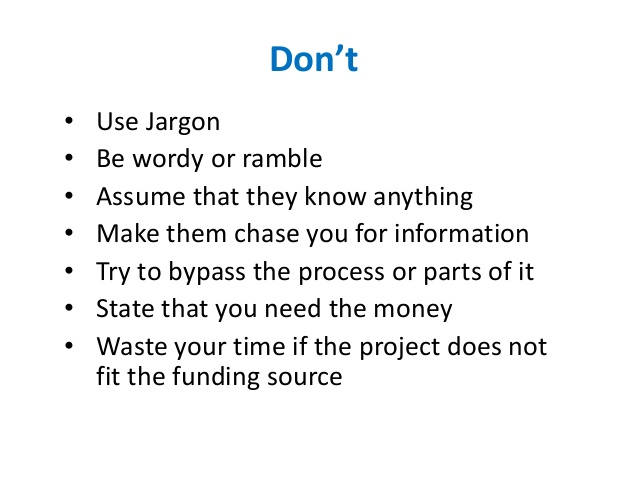 Don’t
• Use Jargon
• Be wordy or ramble
• Assume that they know anything
• Make them chase you for information
• Try to bypass the process or parts of it
• State that you need the money
• Waste your time if the project does not
fit the funding source